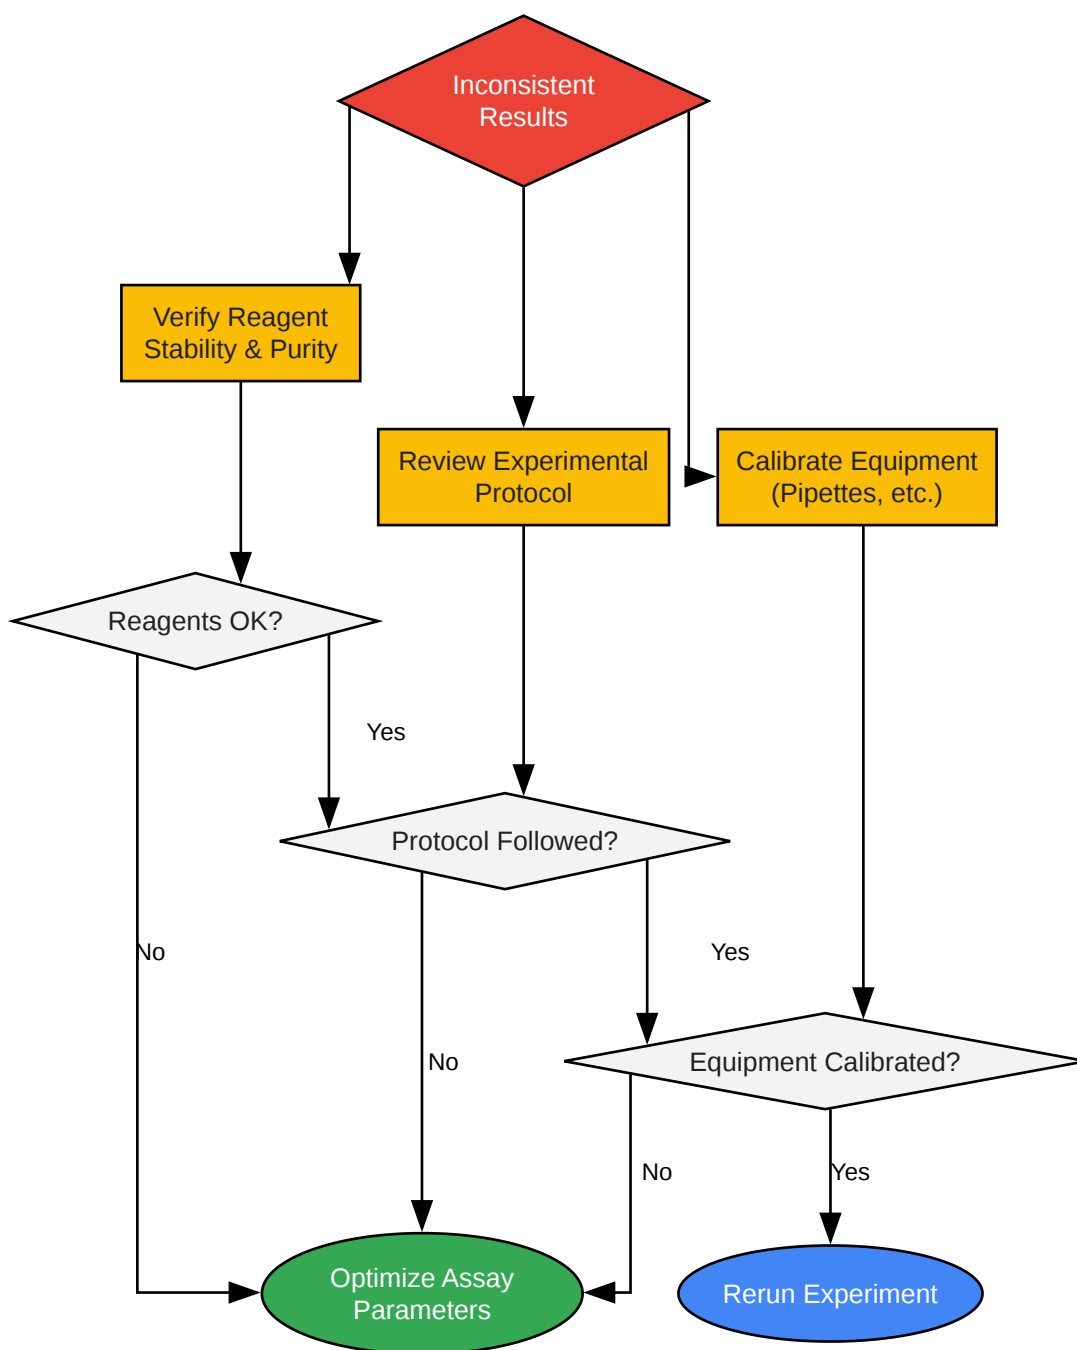 Inconsistent
Results
Verify Reagent
Stability & Purity
Review Experimental
Protocol
Calibrate Equipment
(Pipettes, etc.)
Reagents OK?
Yes
Protocol Followed?
No
Yes
No
Equipment Calibrated?
No
Yes
Optimize Assay
Parameters
Rerun Experiment